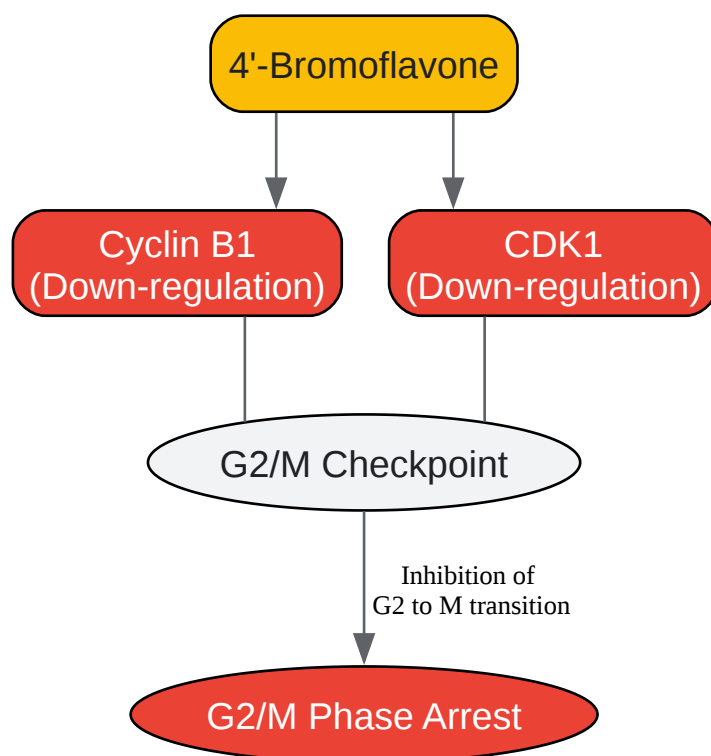 4'-Bromoflavone
Cyclin B1
(Down-regulation)
CDK1
(Down-regulation)
G2/M Checkpoint
Inhibition of
G2 to M transition
G2/M Phase Arrest